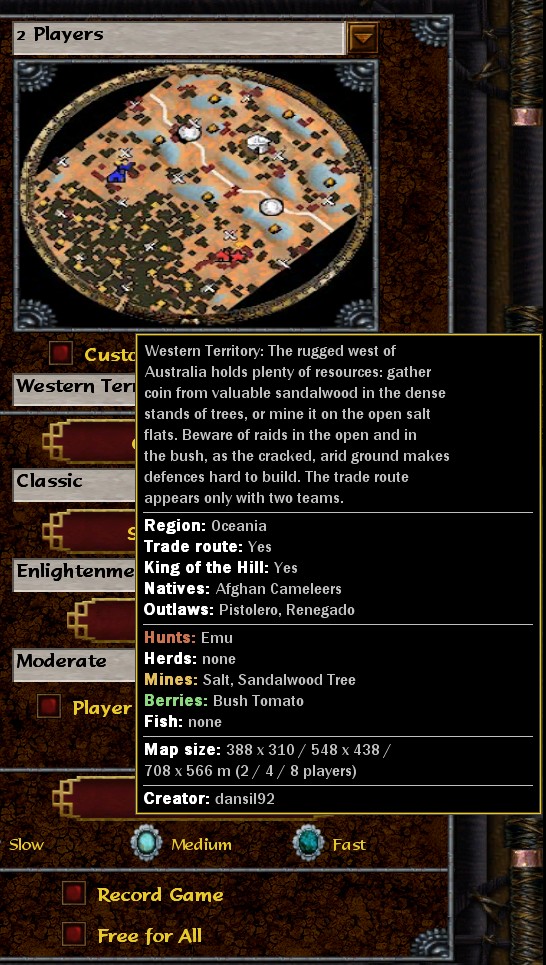 2 Players
Custo
Western Terr
Western Territory: The rugged west of
Australia holds plenty of resources: gather
coin from valuable sandalwood in the dense
stands of trees, or mine it on the open salt
flats. Beware of raids in the open and in
the bush, as the cracked, arid ground makes
defences hard to build. The trade route
appears only with two teams.
Classic
Region: Oceania
Trade route: Yes
King of the Hill: Yes
Natives: Afghan Cameleers
Outlaws: Pistolero, Renegado
Enlightenme
Hunts: Emu
Herds: none
Mines: Salt, Sandalwood Tree
Berries: Bush Tomato
Fish: none
Moderate
Player
Map size: 388 x 310 / 548 x 438 /
708 x 566 m (2 / 4 / 8 players)
Creator: dansil92
Slow Medium Fast
Record Game
Free for All